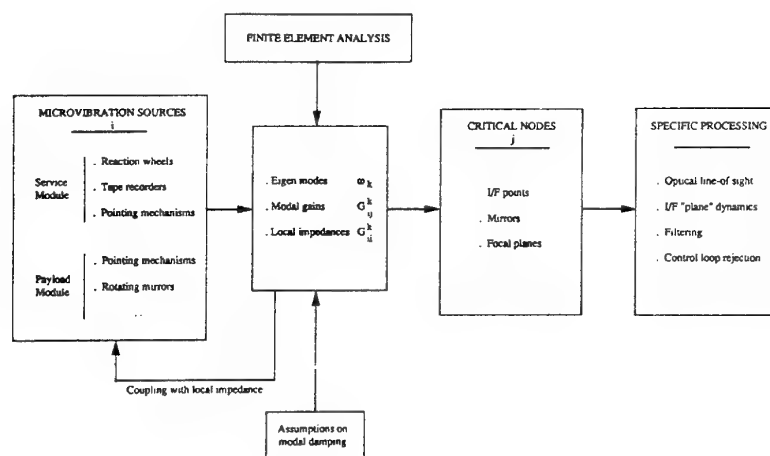 FINITE ELEMENT ANALYSIS
MICROVIBRATION SOURCES
i
Service
Module
. Reaction wheels
. Tape recorders
. Pointing mechanisms
Payload
Module
. Pointing mechanisms
. Rotating mirrors
. .
. Eigen modes ω k
. Modal gains G k ij
. Local impedances G k ii
CRITICAL NODES
j
I/F points
. Mirrors
. Focal planes
SPECIFIC PROCESSING
. Optical line-of sight
. I/F "plane" dynamics
. Filtering
. Control loop rejection
Coupling with local impedance
Assumptions on
modal damping